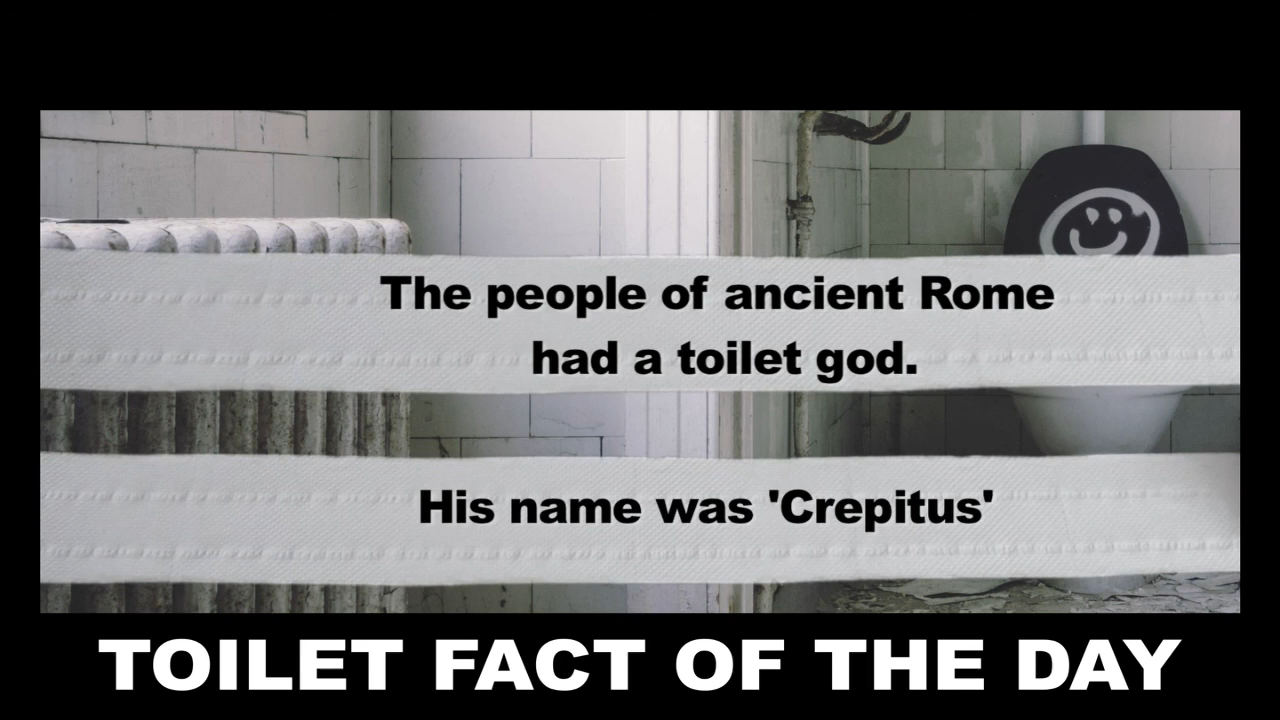 The people of ancient Rome
had a toilet god.
His name was 'Crepitus'
TOILET FACT OF THE DAY